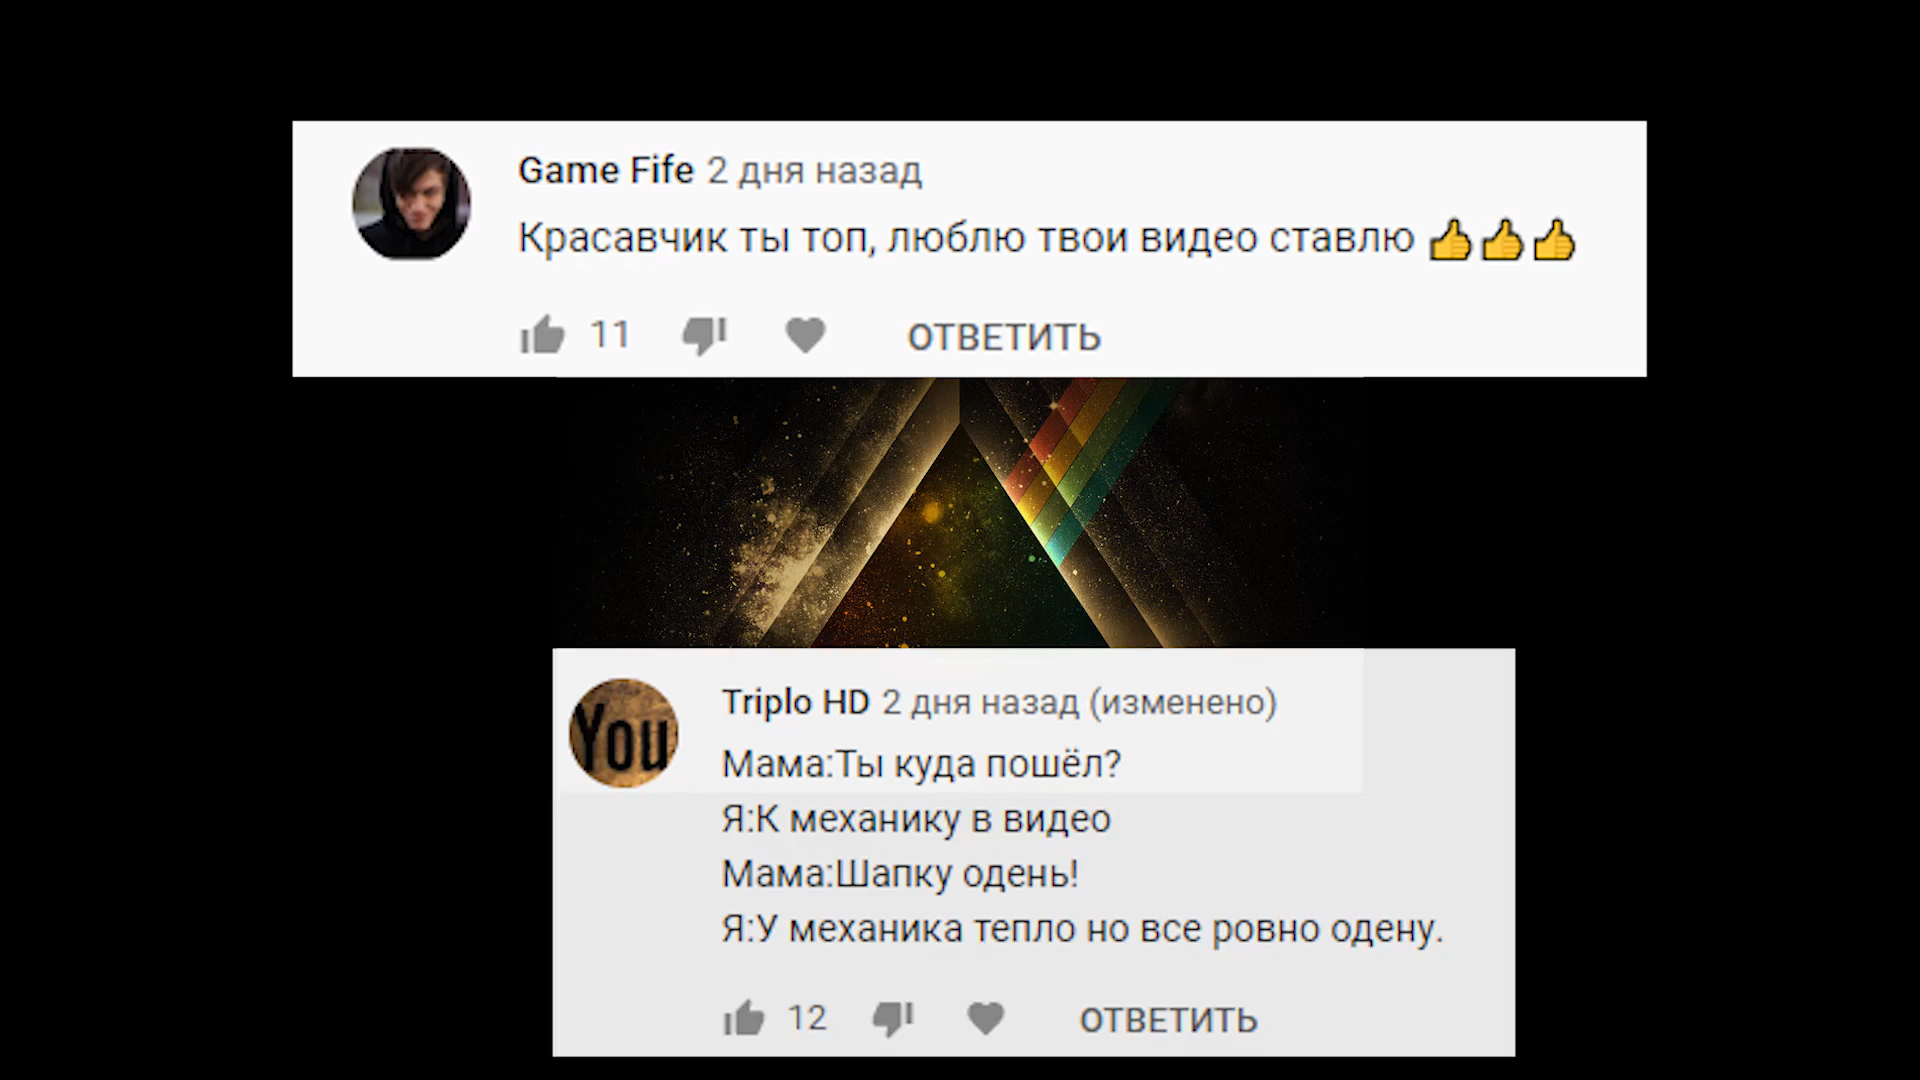 Game Fife 2 дня назад
Красавчик ты топ, люблю твои видео ставлю 👍👍👍
11 ОТВЕТИТЬ
You
Triplo HD 2 дня назад (изменено)
Мама:Ты куда пошёл?
Я:К механику в видео
Мама:Шапку одень!
Я:У механика тепло но все ровно одену.
12 ОТВЕТИТЬ